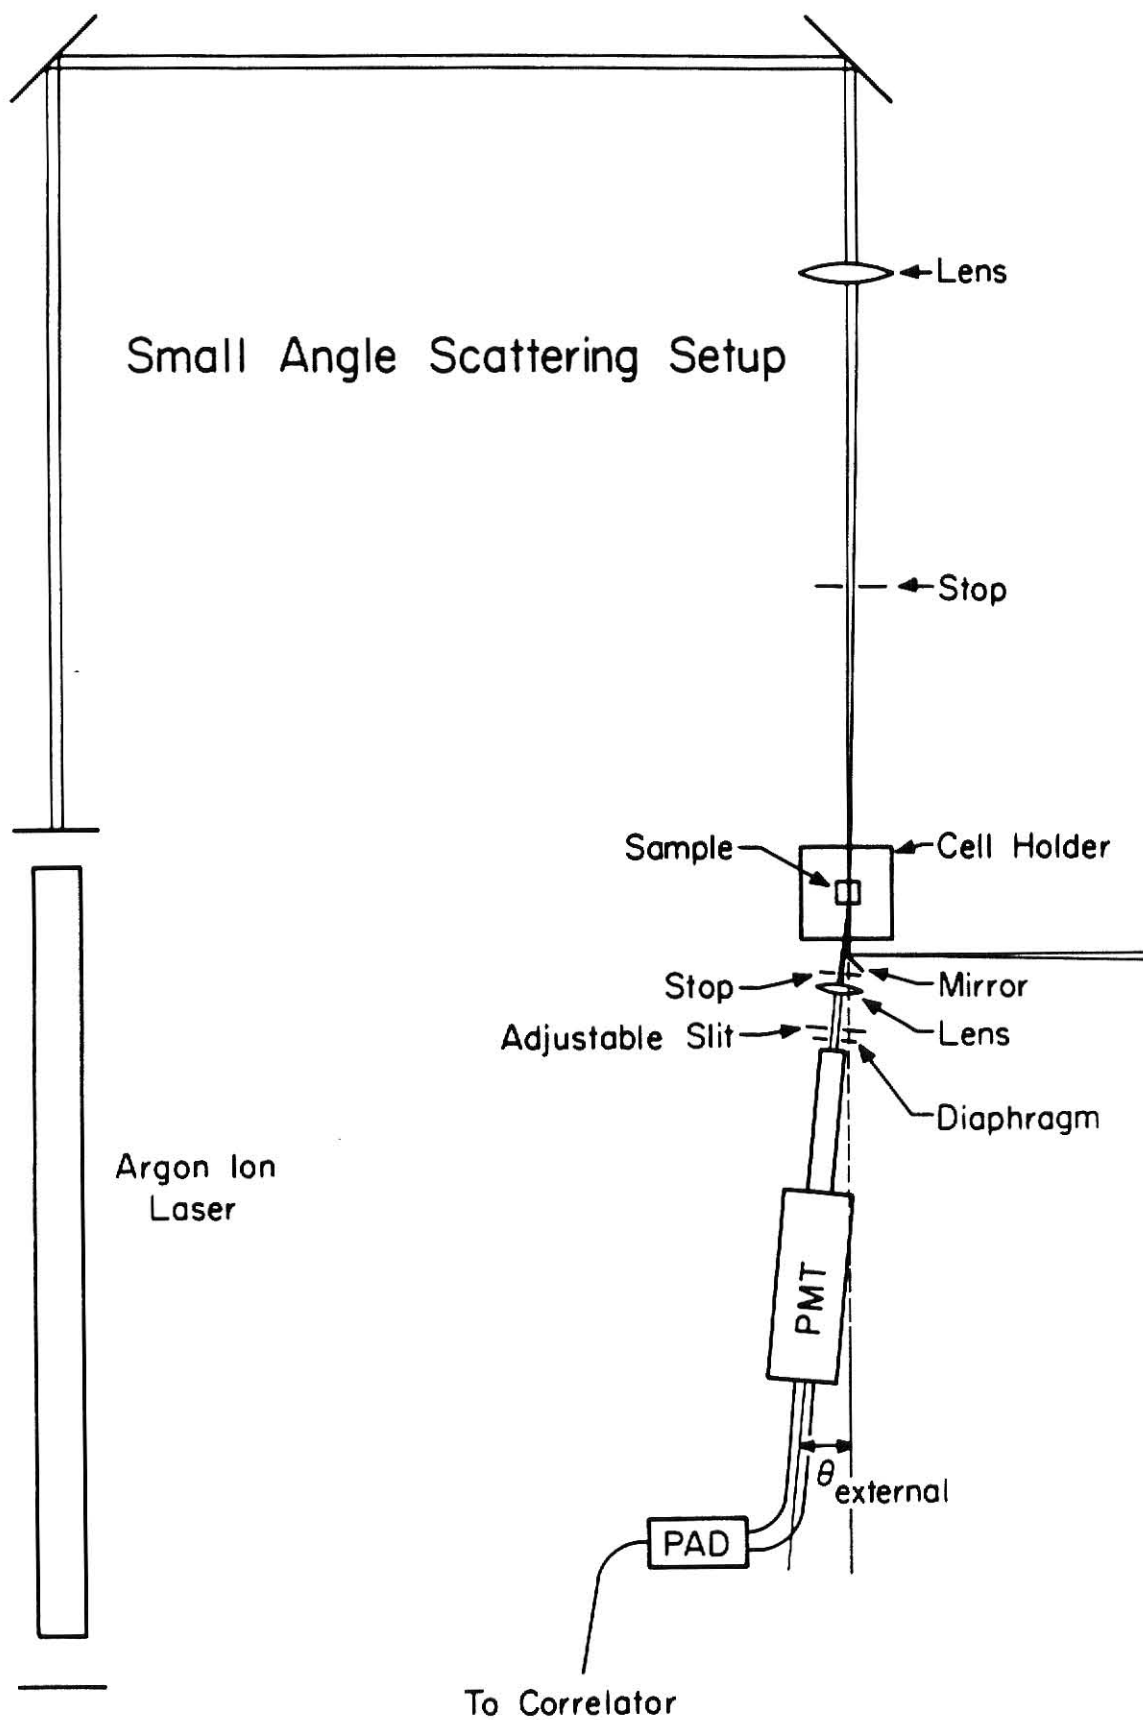 Lens
Small Angle Scattering Setup
Stop
Sample
Cell Holder
Stop
Mirror
Adjustable Slit
Lens
Diaphragm
Argon Ion
Laser
PMT
θexternal
PAD
To Correlator